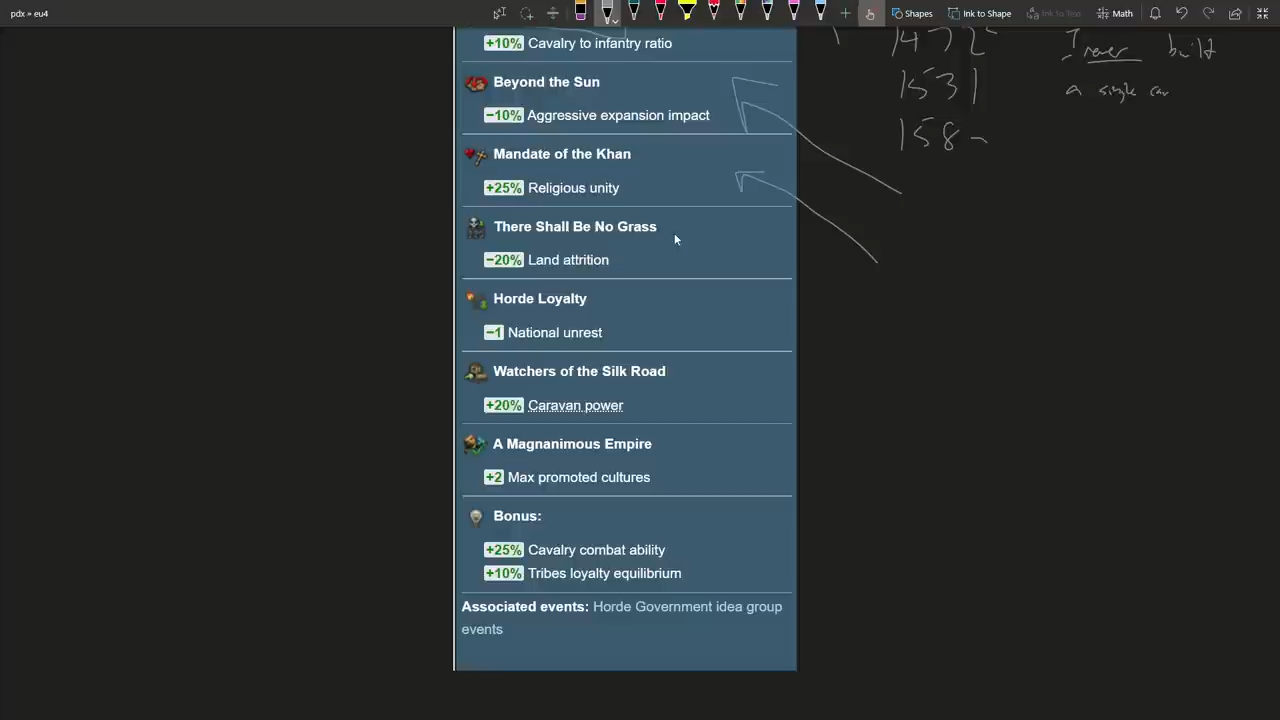 pdx » eu4
Shapes
Ink to Shape
Ink to Text
Math
+10% Cavalry to infantry ratio
Beyond the Sun
−10% Aggressive expansion impact
Mandate of the Khan
+25% Religious unity
There Shall Be No Grass
−20% Land attrition
Horde Loyalty
−1 National unrest
Watchers of the Silk Road
+20% Caravan power
A Magnanimous Empire
+2 Max promoted cultures
Bonus:
+25% Cavalry combat ability
+10% Tribes loyalty equilibrium
Associated events: Horde Government idea group
events
1472
1531
158
I never built
a single cav